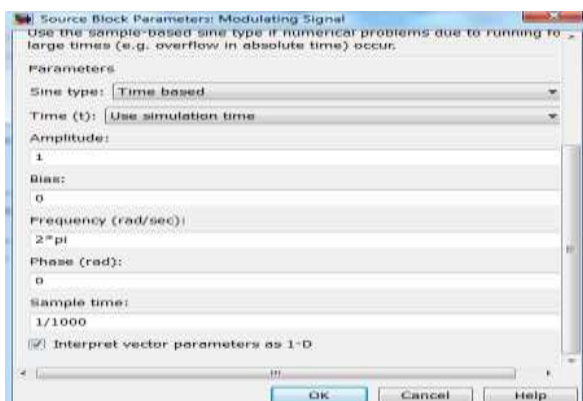 Source Block Parameters: Modulating Signal
Use the sample-based sine type if numerical problems due to running fo
large times (e.g. overflow in absolute time) occur.
Parameters
Sine type: Time based
Time (t): Use simulation time
Amplitude:
1
Bias:
0
Frequency (rad/sec):
2*pi
Phase (rad):
0
Sample time:
1/1000
Interpret vector parameters as 1-D
OK Cancel Help